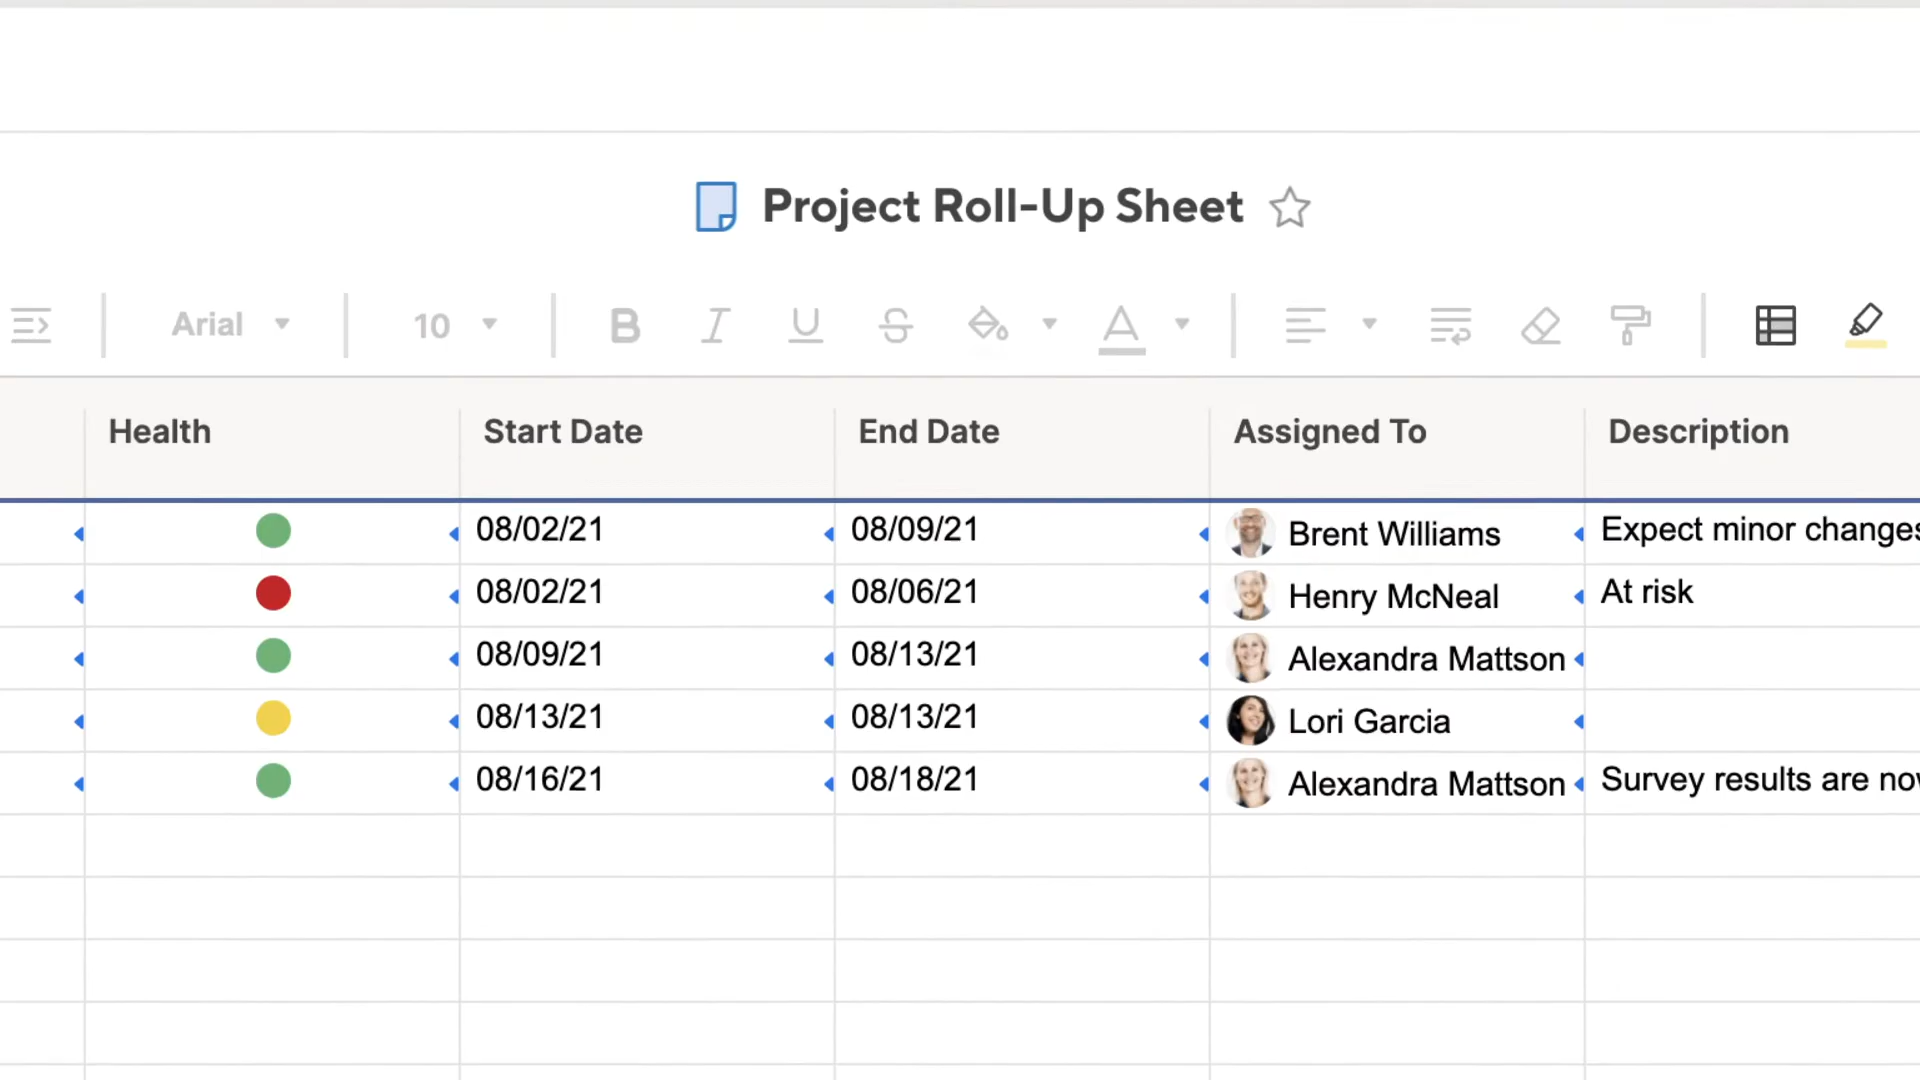 Project Roll-Up Sheet
Arial 10 B I U S A
Health Start Date End Date Assigned To Description
08/02/21 08/09/21 Brent Williams Expect minor changes
08/02/21 08/06/21 Henry McNeal At risk
08/09/21 08/13/21 Alexandra Mattson
08/13/21 08/13/21 Lori Garcia
08/16/21 08/18/21 Alexandra Mattson Survey results are